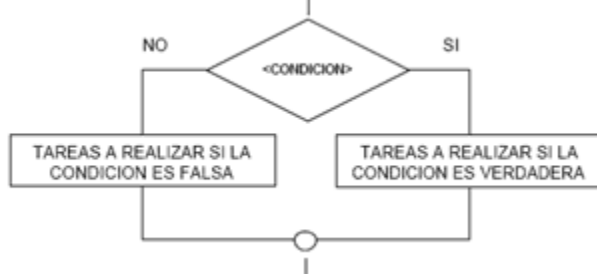 NO
SI
<CONDICION>
TAREAS A REALIZAR SI LA
CONDICION ES FALSA
TAREAS A REALIZAR SI LA
CONDICION ES VERDADERA